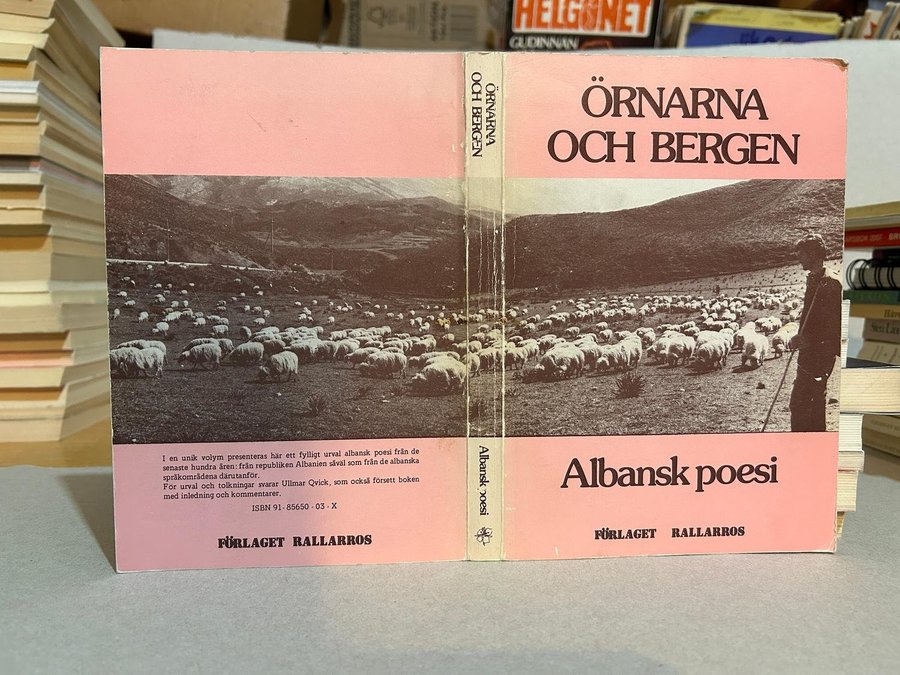 HELGONET
GUDINNAN
ÖRNARNA
OCH BERGEN
Albansk poesi
FÖRLAGET RALLARROS
ÖRNARNA
OCH BERGEN
Albansk poesi
I en unik volym presenteras här ett fylligt urval albansk poesi från de
senaste hundra åren: från republiken Albanien såväl som från de albanska
språkområdena därutanför.
För urval och tolkningar svarar Ullmar Qvick, som också försett boken
med inledning och kommentarer.
ISBN 91-85650-03-X
FÖRLAGET RALLARROS